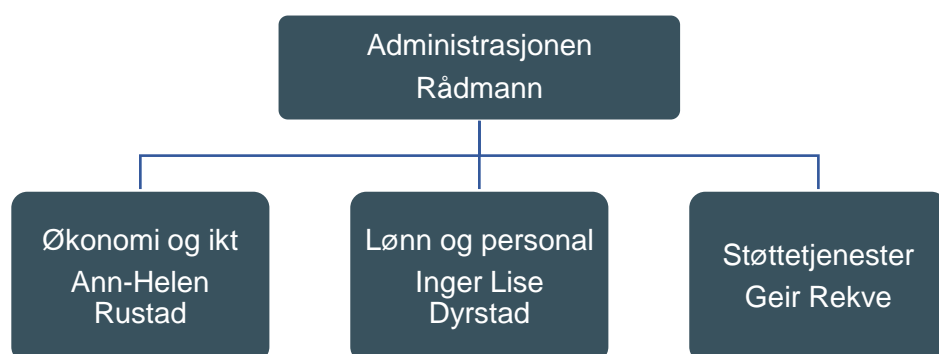 Administrasjonen
Rådmann
Økonomi og ikt
Ann-Helen
Rustad
Lønn og personal
Inger Lise
Dyrstad
Støttetjenester
Geir Rekve